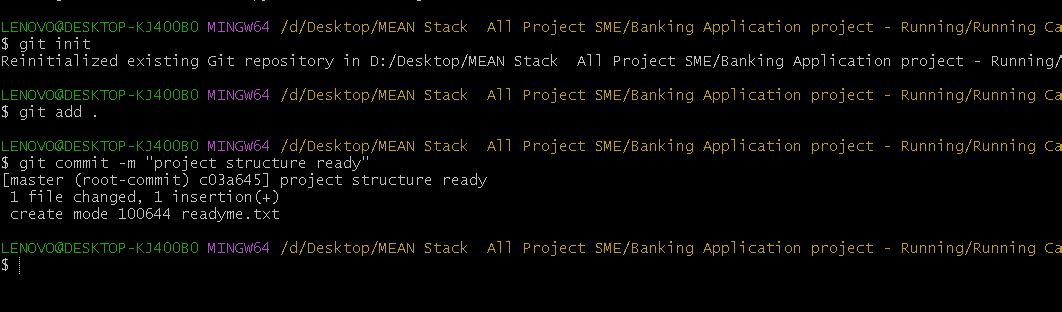 LENOVO@DESKTOP-KJ400BO MINGW64 /d/Desktop/MEAN Stack  All Project SME/Banking Application project - Running/Running Ca
$ git init
Reinitialized existing Git repository in D:/Desktop/MEAN Stack  All Project SME/Banking Application project - Running/
LENOVO@DESKTOP-KJ400BO MINGW64 /d/Desktop/MEAN Stack  All Project SME/Banking Application project - Running/Running Ca
$ git add .
LENOVO@DESKTOP-KJ400BO MINGW64 /d/Desktop/MEAN Stack  All Project SME/Banking Application project - Running/Running Ca
$ git commit -m "project structure ready"
[master (root-commit) c03a645] project structure ready
 1 file changed, 1 insertion(+)
 create mode 100644 readyme.txt
LENOVO@DESKTOP-KJ400BO MINGW64 /d/Desktop/MEAN Stack  All Project SME/Banking Application project - Running/Running Ca
$